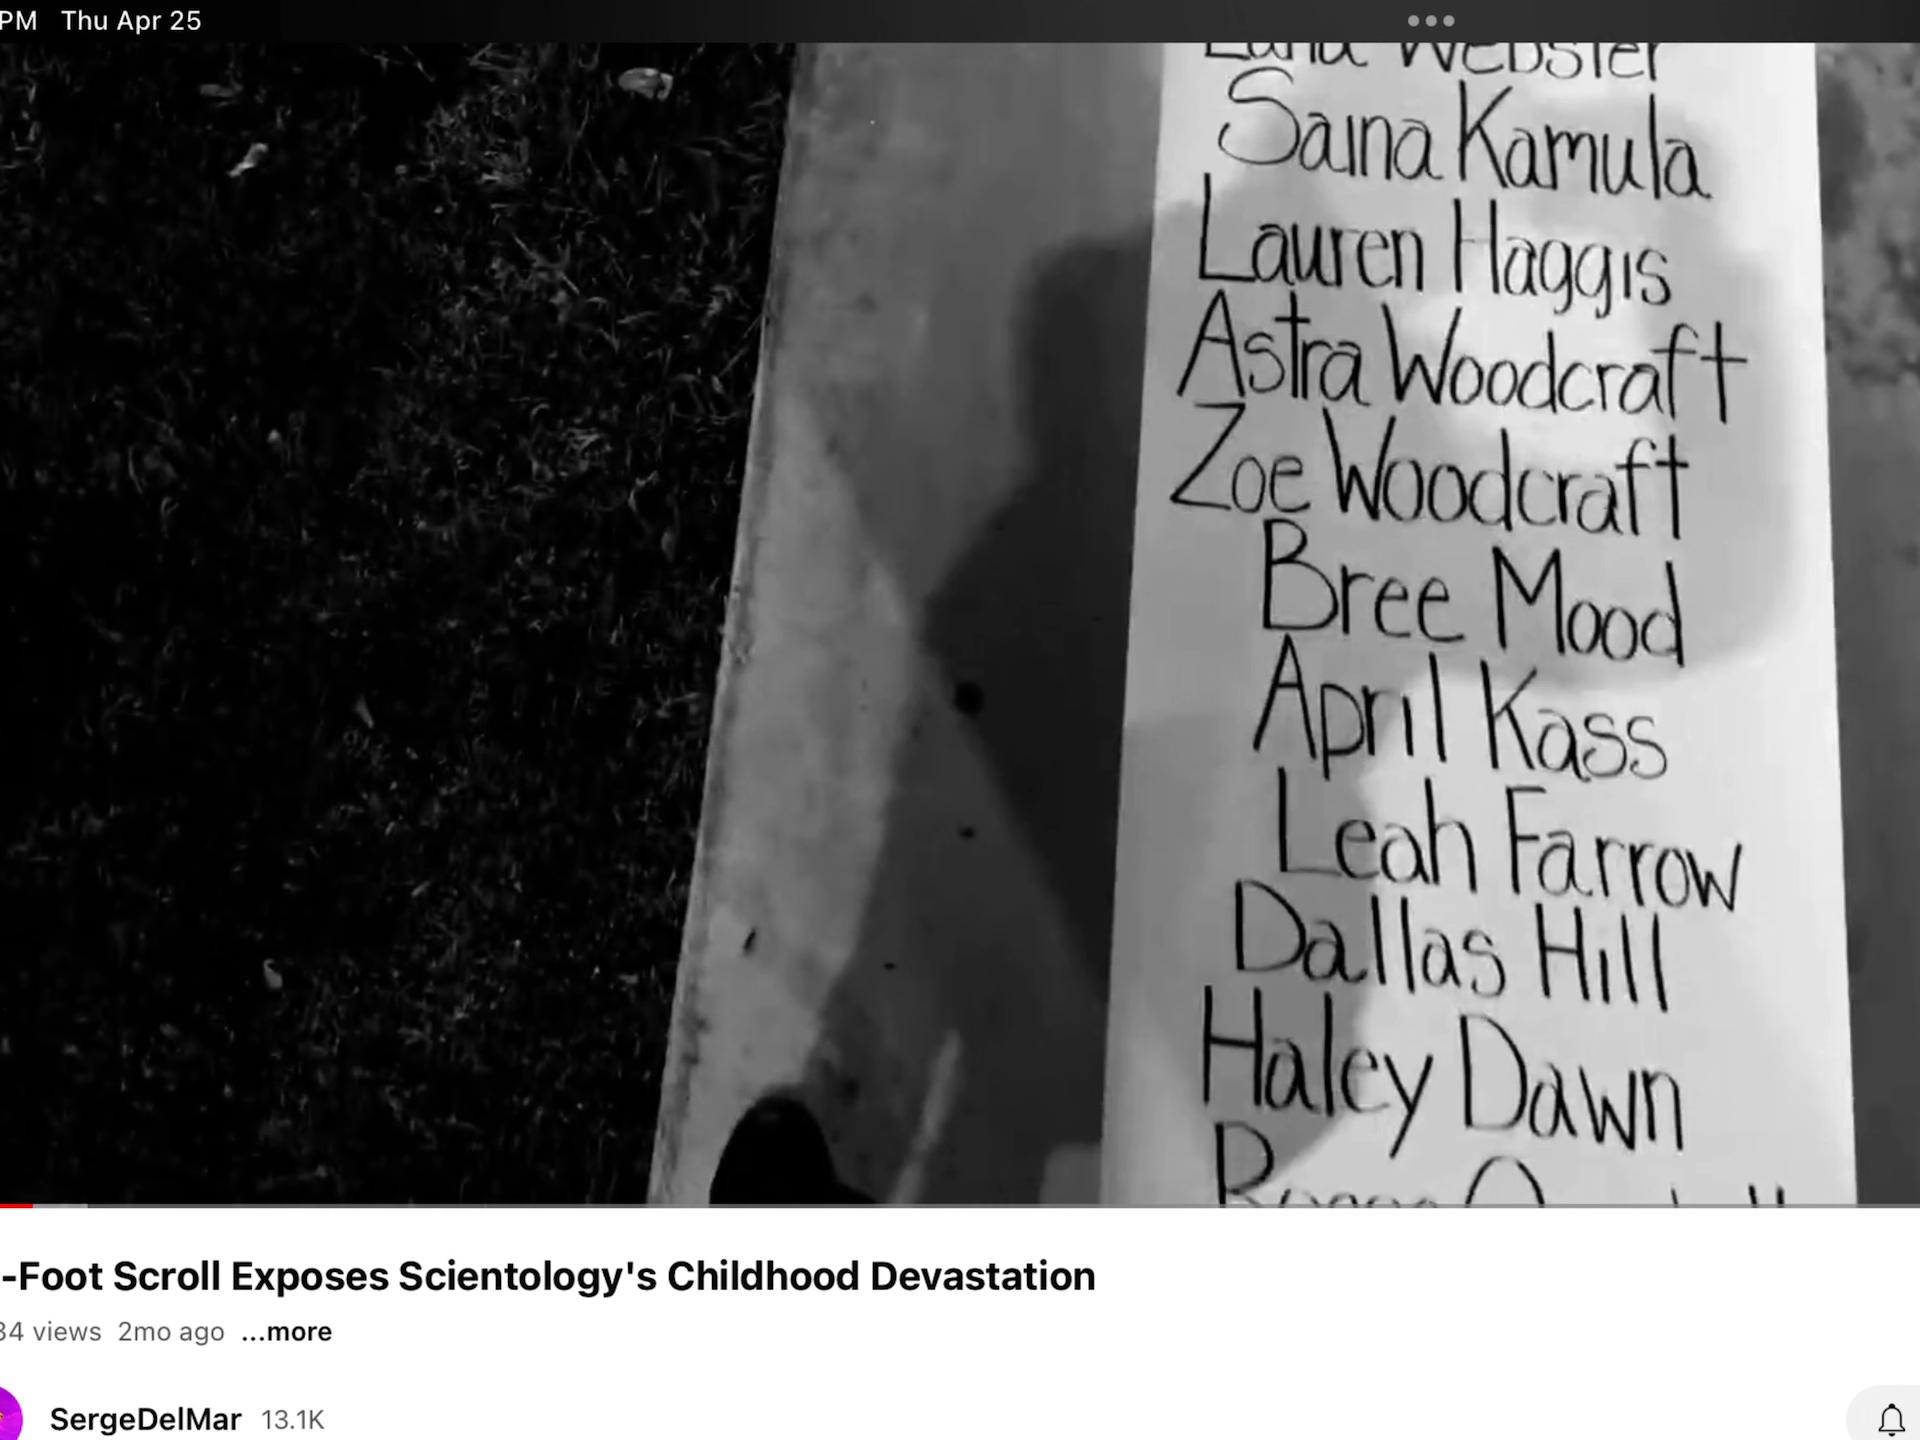 PM Thu Apr 25
Webster
Saina Kamula
Lauren Haggis
Astra Woodcraft
Zoe Woodcraft
Bree Mood
April Kass
Leah Farrow
Dallas Hill
Haley Dawn
-Foot Scroll Exposes Scientology's Childhood Devastation
34 views 2mo ago ...more
SergeDelMar 13.1K